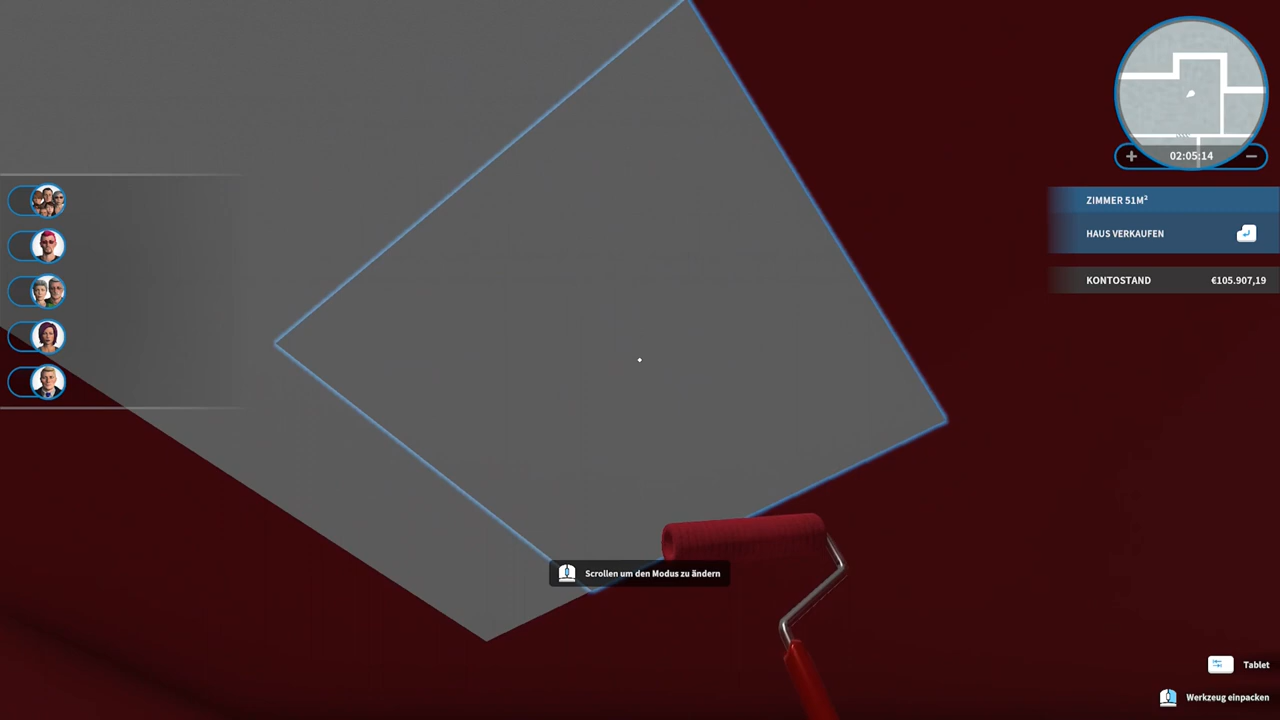 02:05:14
ZIMMER 51M²
HAUS VERKAUFEN
KONTOSTAND €105.907,19
Scrollen um den Modus zu ändern
Tablet
Werkzeug einpacken